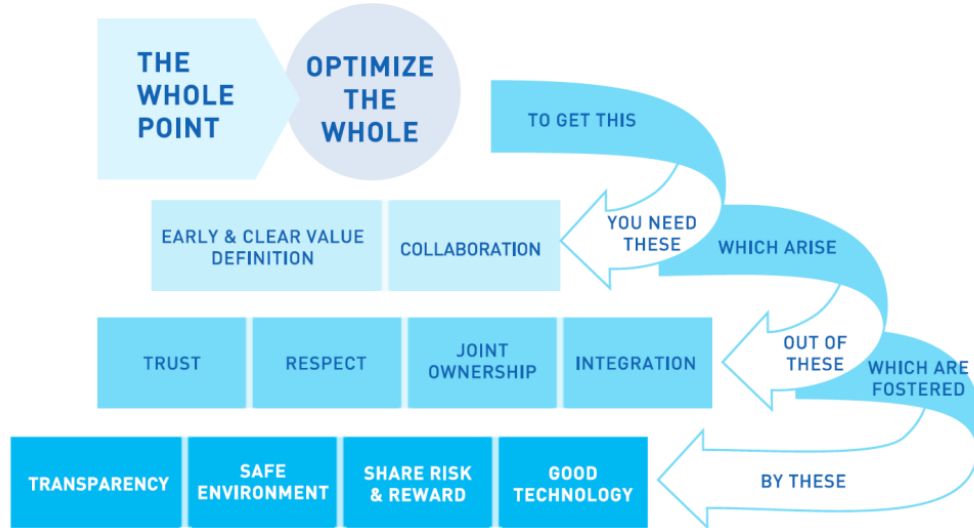 THE
WHOLE
POINT
OPTIMIZE
THE
WHOLE
TO GET THIS
EARLY & CLEAR VALUE
DEFINITION
COLLABORATION
YOU NEED
THESE
WHICH ARISE
TRUST
RESPECT
JOINT
OWNERSHIP
INTEGRATION
OUT OF
THESE
WHICH ARE
FOSTERED
TRANSPARENCY
SAFE
ENVIRONMENT
SHARE RISK
& REWARD
GOOD
TECHNOLOGY
BY THESE